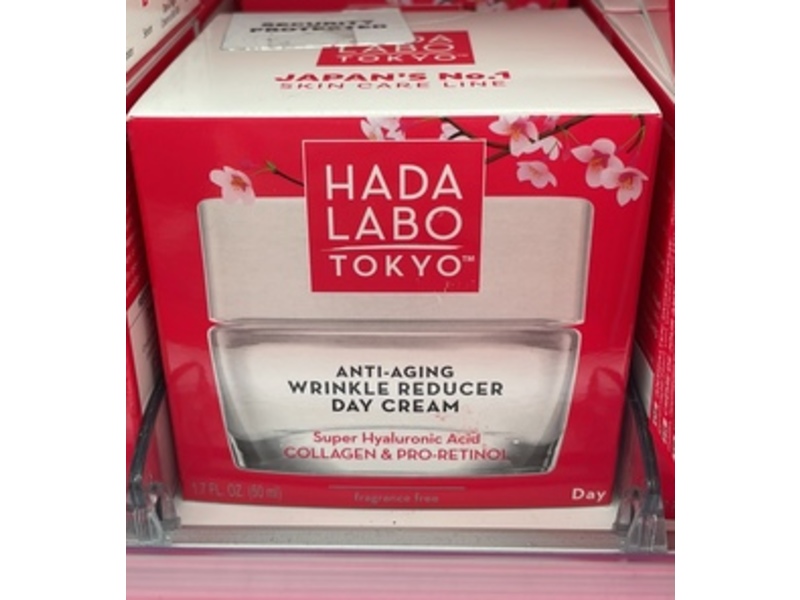 SECURITY
PROTECTED
HADA
LABO
TOKYO
JAPAN'S No.1
SKIN CARE LINE
HADA
LABO
TOKYO™
ANTI-AGING
WRINKLE REDUCER
DAY CREAM
Super Hyaluronic Acid
COLLAGEN & PRO-RETINOL
1.7 FL. OZ. (50 ml)
fragrance free
Day